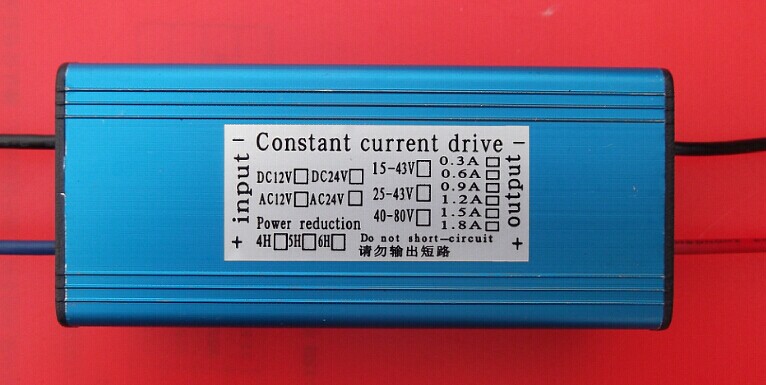 - Constant current drive -
input
DC12V□ DC24V□
AC12V□ AC24V□
Power reduction
4H□5H□6H□
15-43V□
25-43V□
40-80V□
0.3A□
0.6A□
0.9A□
1.2A□
1.5A□
1.8A□
output
+ Do not short-circuit +
请勿输出短路